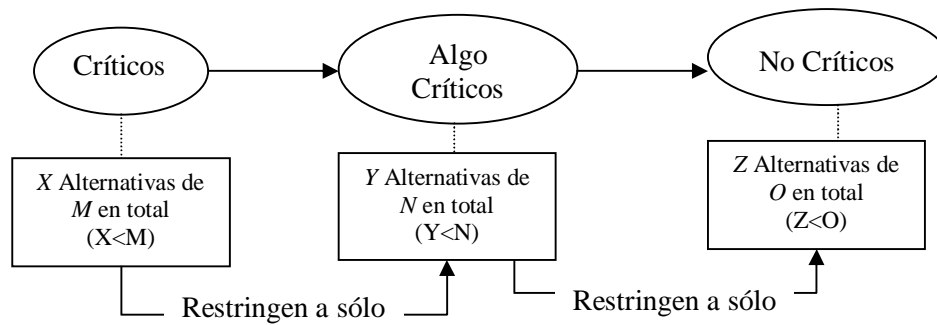 Críticos
Algo
Críticos
No Críticos
X Alternativas de
M en total
(X<M)
Y Alternativas de
N en total
(Y<N)
Z Alternativas de
O en total
(Z<O)
Restringen a sólo
Restringen a sólo